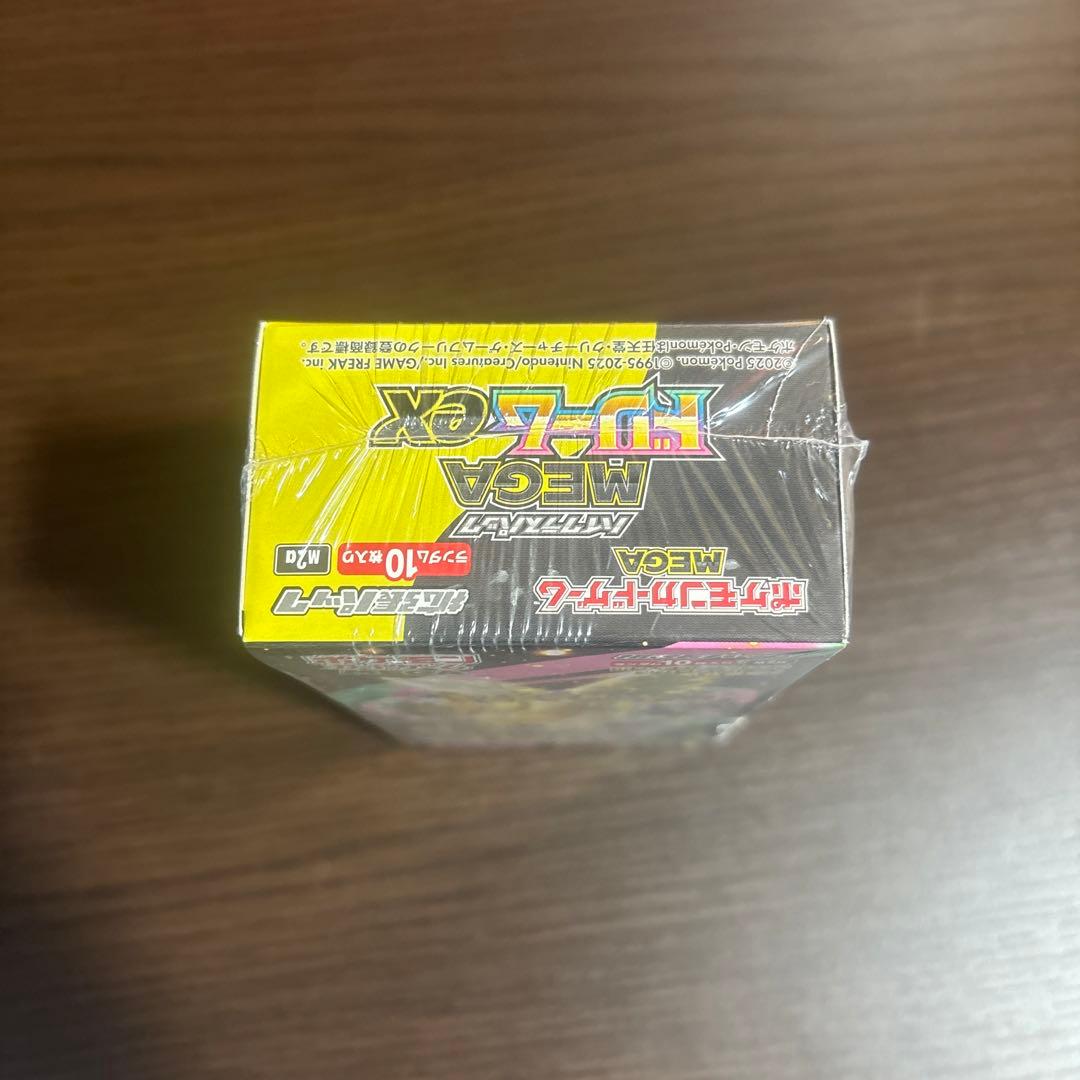 ポケモンカードゲーム
MEGA
拡張パック
ランダム10枚入り
M2a
ハイクラスパック
MEGA
ドリームex
©2025 Pokémon. ©1995-2025 Nintendo/Creatures Inc./GAME FREAK inc.
ポケモン・Pokémonは任天堂・クリーチャーズ・ゲームフリークの登録商標です。